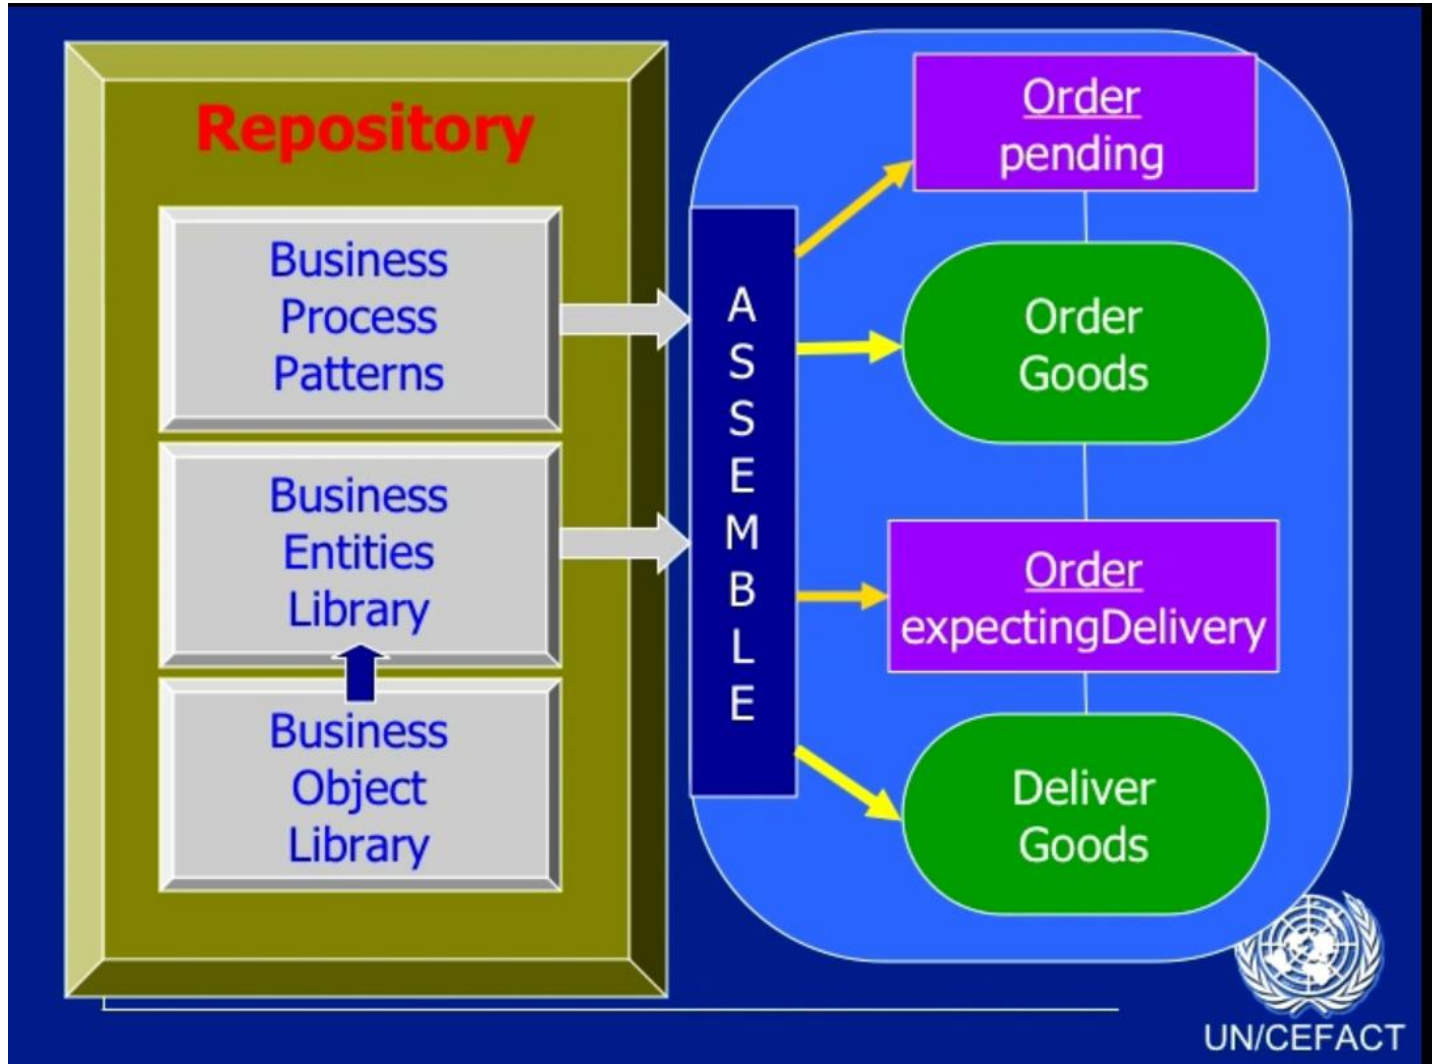 Repository
Business
Process
Patterns
Business
Entities
Library
Business
Object
Library
A
S
S
E
M
B
L
E
Order
pending
Order
Goods
Order
expectingDelivery
Deliver
Goods
UN/CEFACT